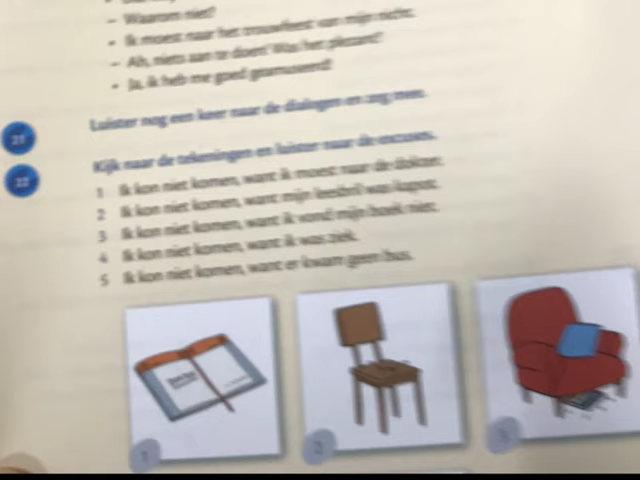 – Waarom niet?
• Ik moest naar het trouwfeest van mijn nicht.
– Ah, niets aan te doen! Was het plezant?
• Ja, ik heb me goed geamuseerd!
21 Luister nog een keer naar de dialogen en zeg mee.
22 Kijk naar de tekeningen en luister naar de excuses.
1 Ik kon niet komen, want ik moest naar de dokter.
2 Ik kon niet komen, want mijn leesbril was kapot.
3 Ik kon niet komen, want ik vond mijn boek niet.
4 Ik kon niet komen, want ik was ziek.
5 Ik kon niet komen, want er kwam geen bus.
1
2
3